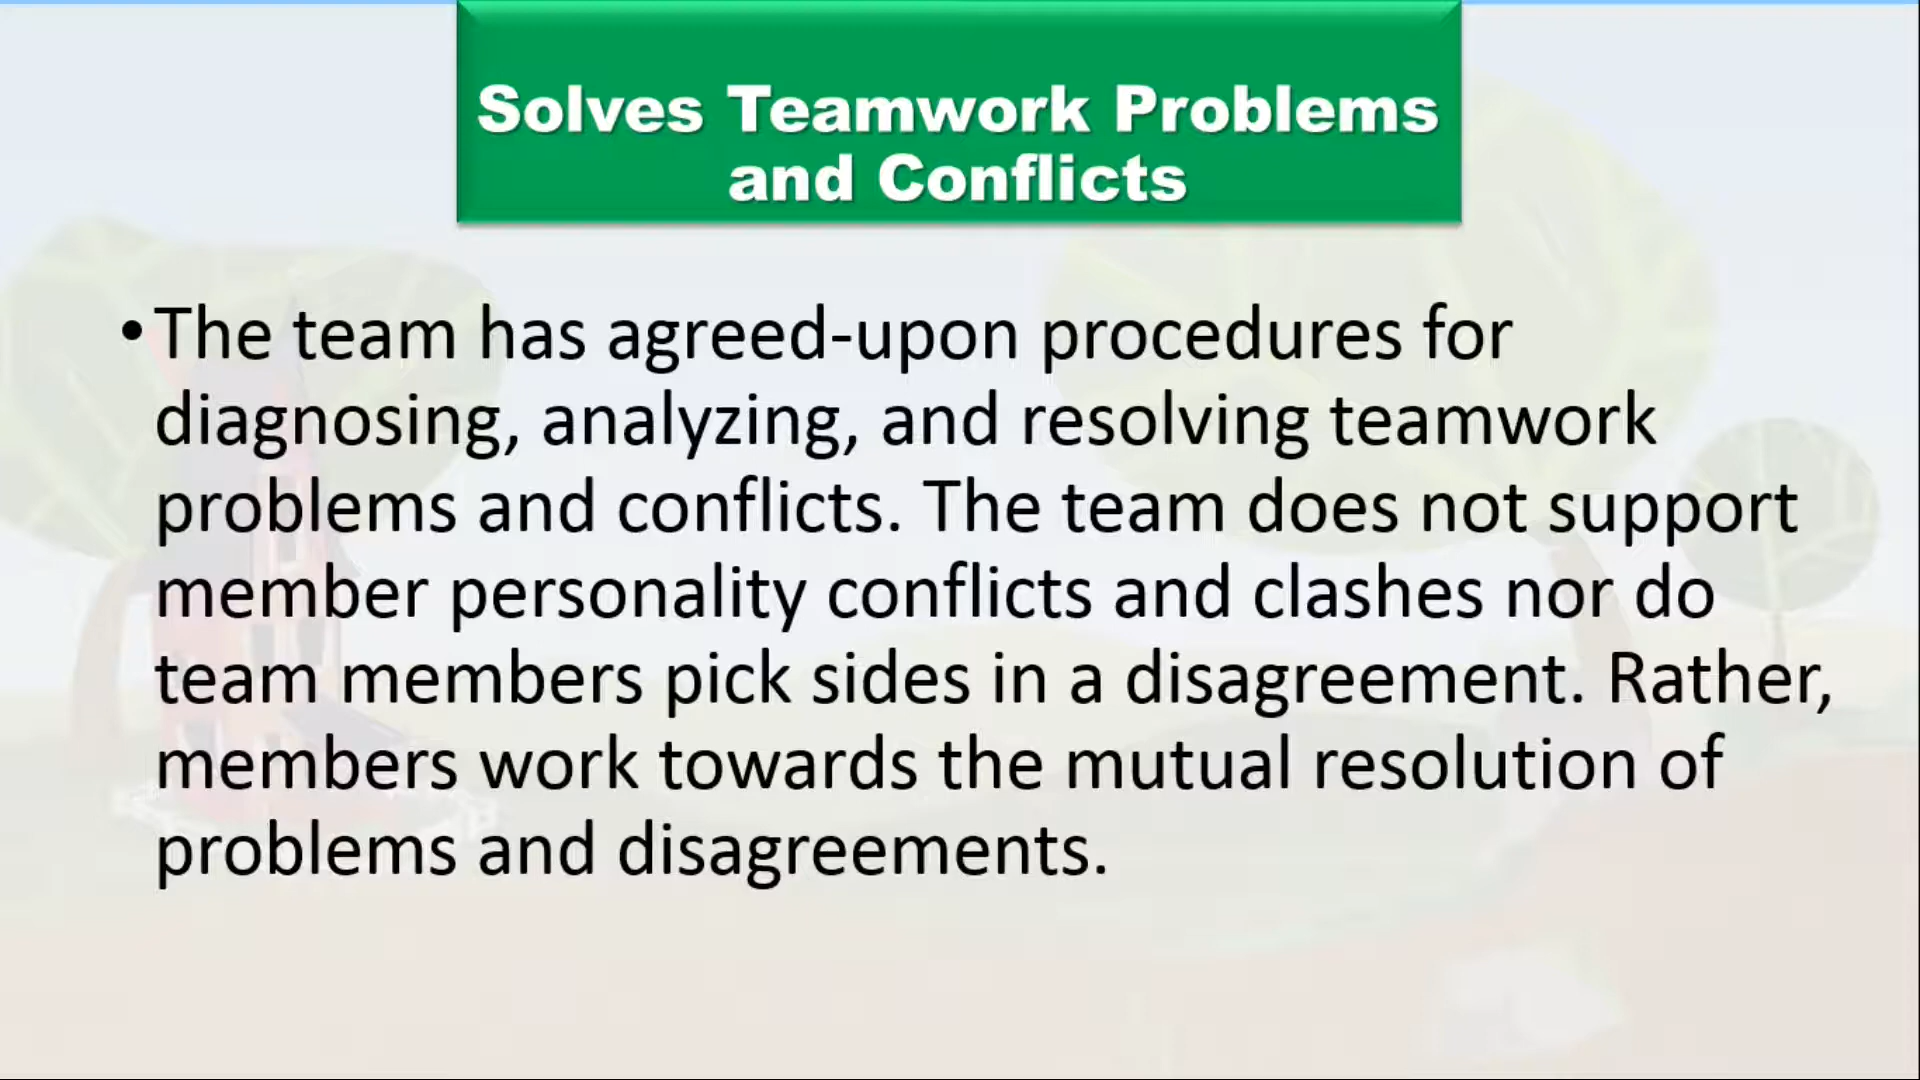 Solves Teamwork Problems
and Conflicts
•The team has agreed-upon procedures for
diagnosing, analyzing, and resolving teamwork
problems and conflicts. The team does not support
member personality conflicts and clashes nor do
team members pick sides in a disagreement. Rather,
members work towards the mutual resolution of
problems and disagreements.